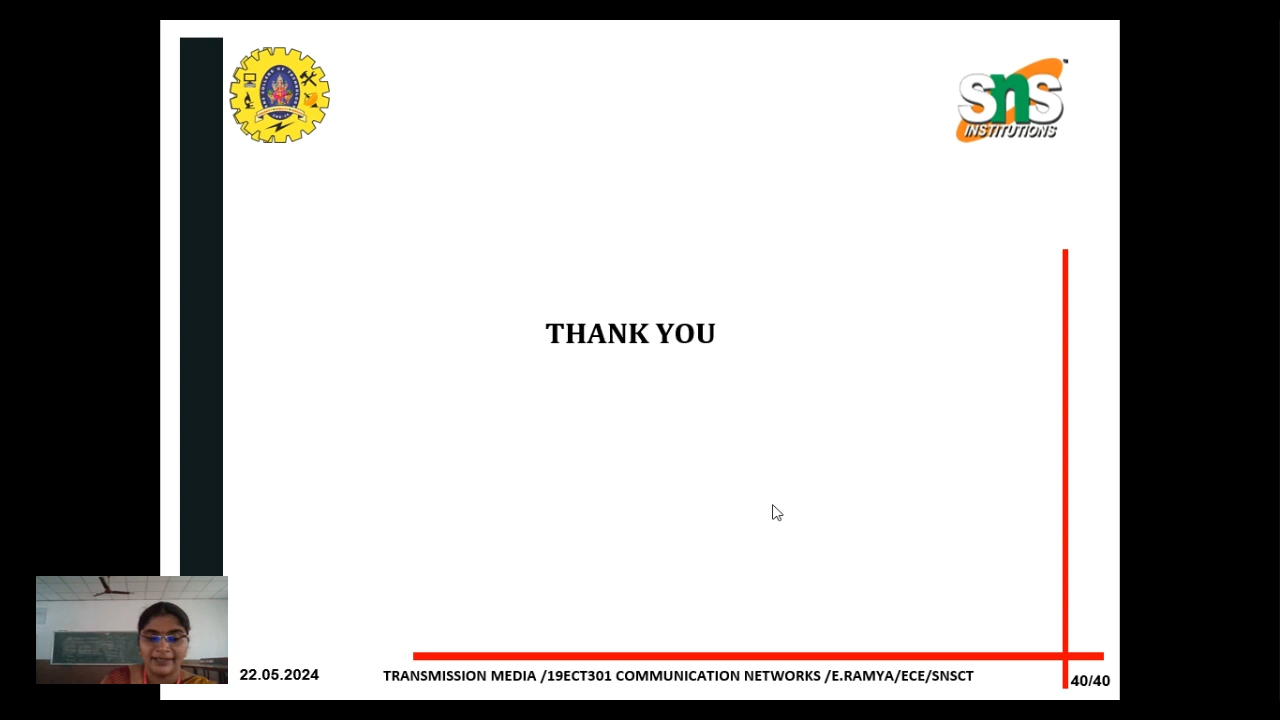 SNS
INSTITUTIONS
THANK YOU
22.05.2024
TRANSMISSION MEDIA /19ECT301 COMMUNICATION NETWORKS /E.RAMYA/ECE/SNSCT
40/40